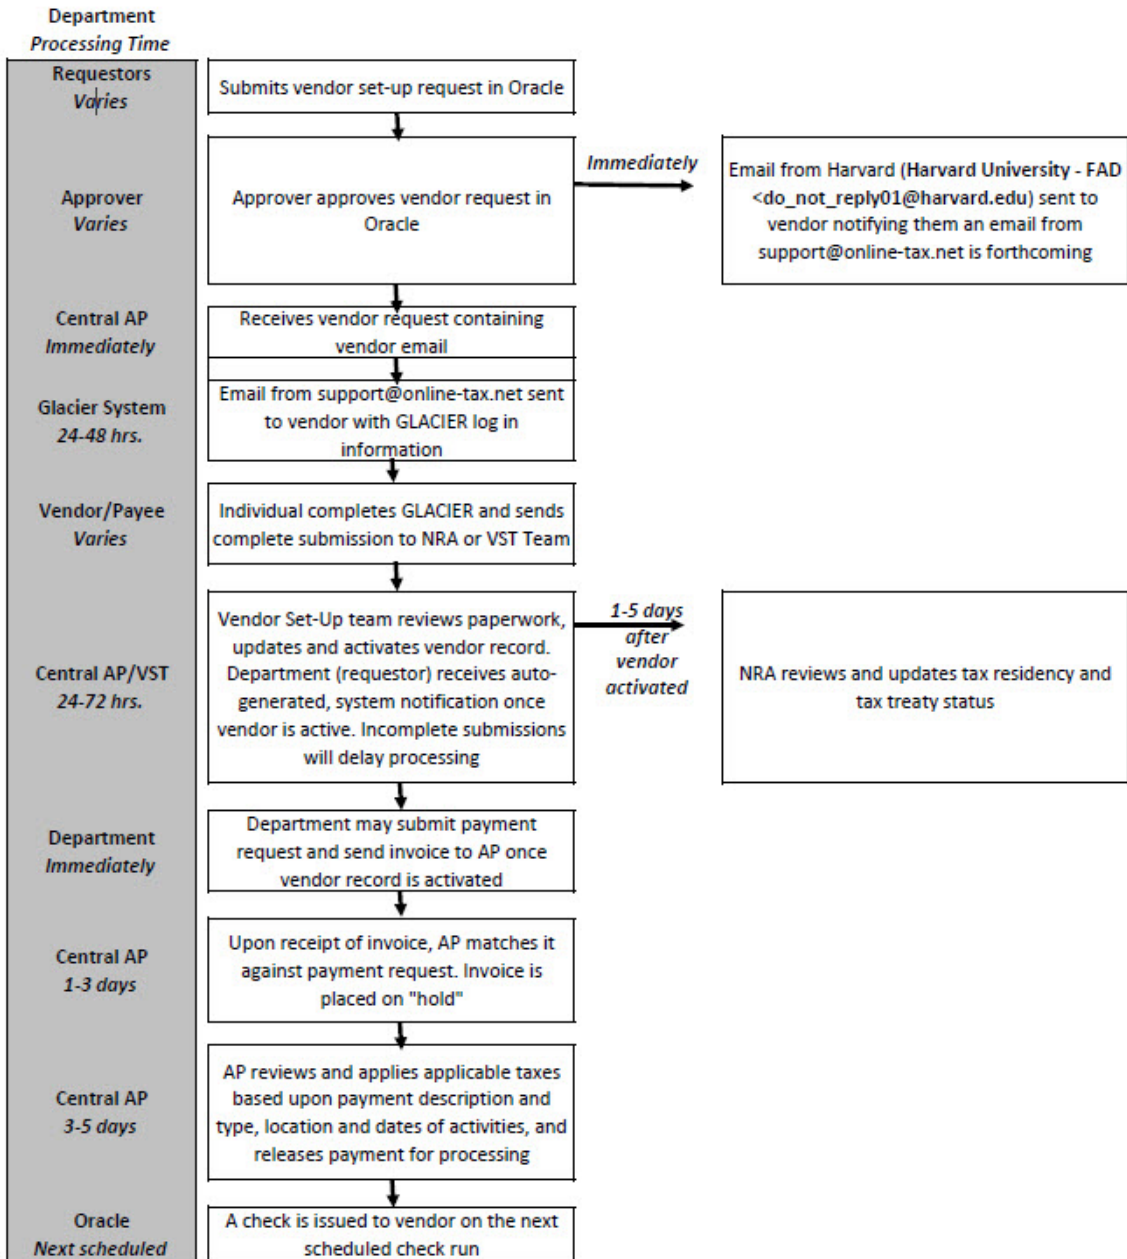 Department
Processing Time
Requestors
Varies
Submits vendor set-up request in Oracle
Approver
Varies
Approver approves vendor request in
Oracle
Immediately
Email from Harvard (Harvard University - FAD
<do_not_reply01@harvard.edu) sent to
vendor notifying them an email from
support@online-tax.net is forthcoming
Central AP
Immediately
Receives vendor request containing
vendor email
Glacier System
24-48 hrs.
Email from support@online-tax.net sent
to vendor with GLACIER log in
information
Vendor/Payee
Varies
Individual completes GLACIER and sends
complete submission to NRA or VST Team
Central AP/VST
24-72 hrs.
Vendor Set-Up team reviews paperwork,
updates and activates vendor record.
Department (requestor) receives auto-
generated, system notification once
vendor is active. Incomplete submissions
will delay processing
1-5 days
after
vendor
activated
NRA reviews and updates tax residency and
tax treaty status
Department
Immediately
Department may submit payment
request and send invoice to AP once
vendor record is activated
Central AP
1-3 days
Upon receipt of invoice, AP matches it
against payment request. Invoice is
placed on "hold"
Central AP
3-5 days
AP reviews and applies applicable taxes
based upon payment description and
type, location and dates of activities, and
releases payment for processing
Oracle
Next scheduled
A check is issued to vendor on the next
scheduled check run